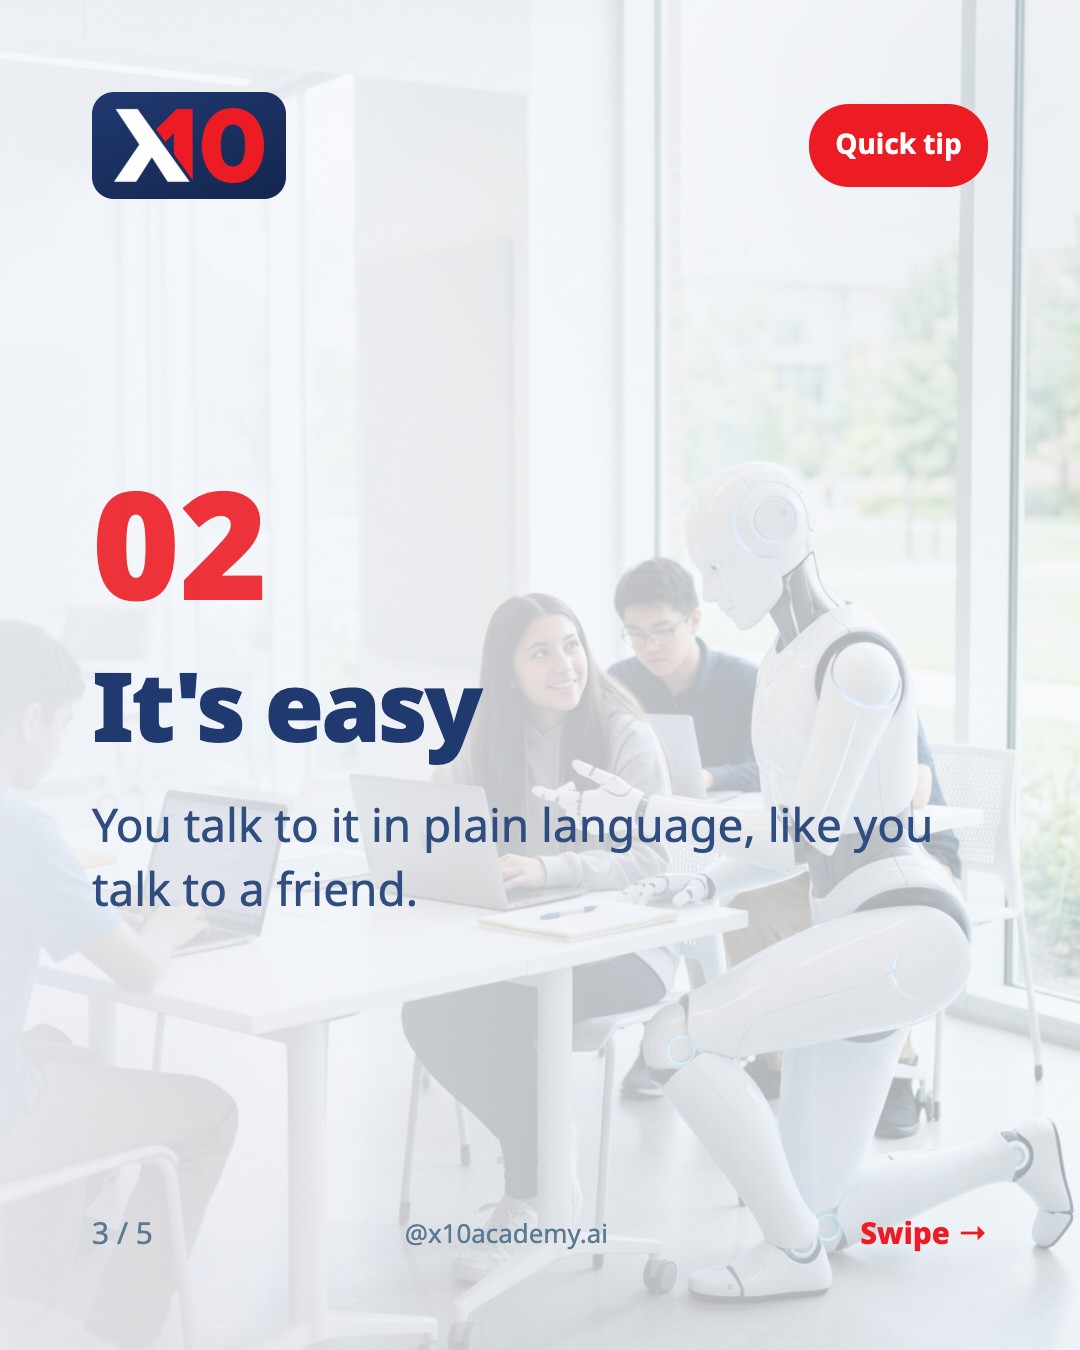 X10
Quick tip
02
It's easy
You talk to it in plain language, like you
talk to a friend.
3 / 5
@x10academy.ai
Swipe →